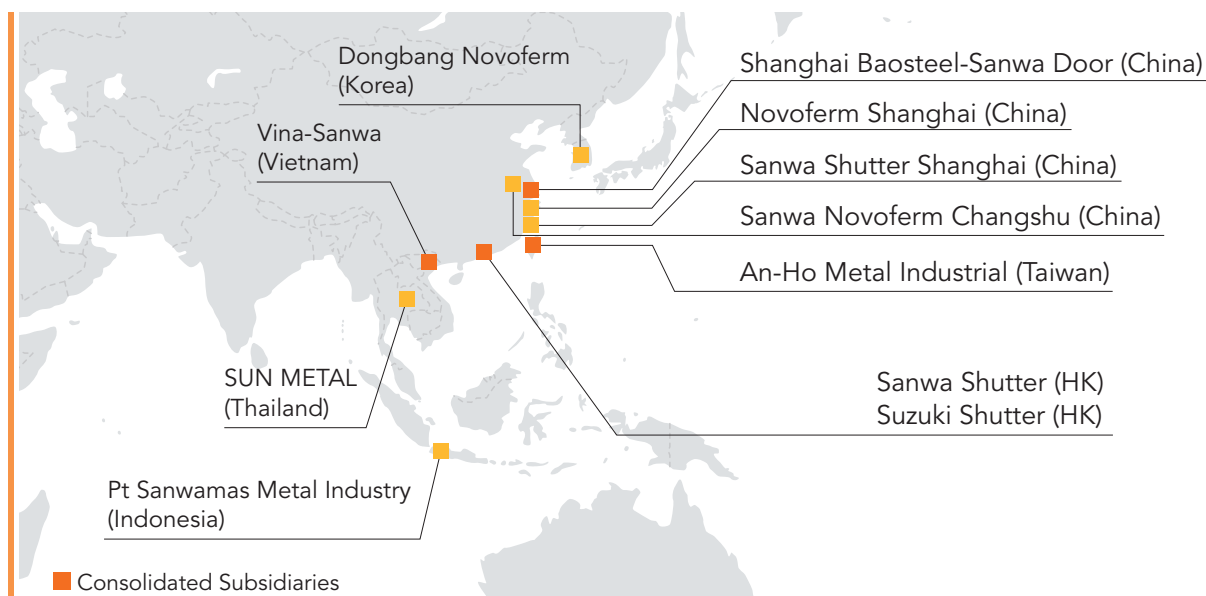 Dongbang Novoferm
(Korea)
Vina-Sanwa
(Vietnam)
Shanghai Baosteel-Sanwa Door (China)
Novoferm Shanghai (China)
Sanwa Shutter Shanghai (China)
Sanwa Novoferm Changshu (China)
An-Ho Metal Industrial (Taiwan)
SUN METAL
(Thailand)
Sanwa Shutter (HK)
Suzuki Shutter (HK)
Pt Sanwamas Metal Industry
(Indonesia)
Consolidated Subsidiaries